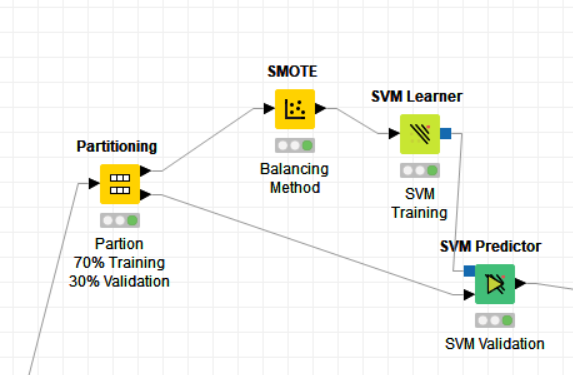 SMOTE
SVM Learner
Partitioning
Balancing
Method
SVM
Training
Partion
70% Training
30% Validation
SVM Predictor
SVM Validation